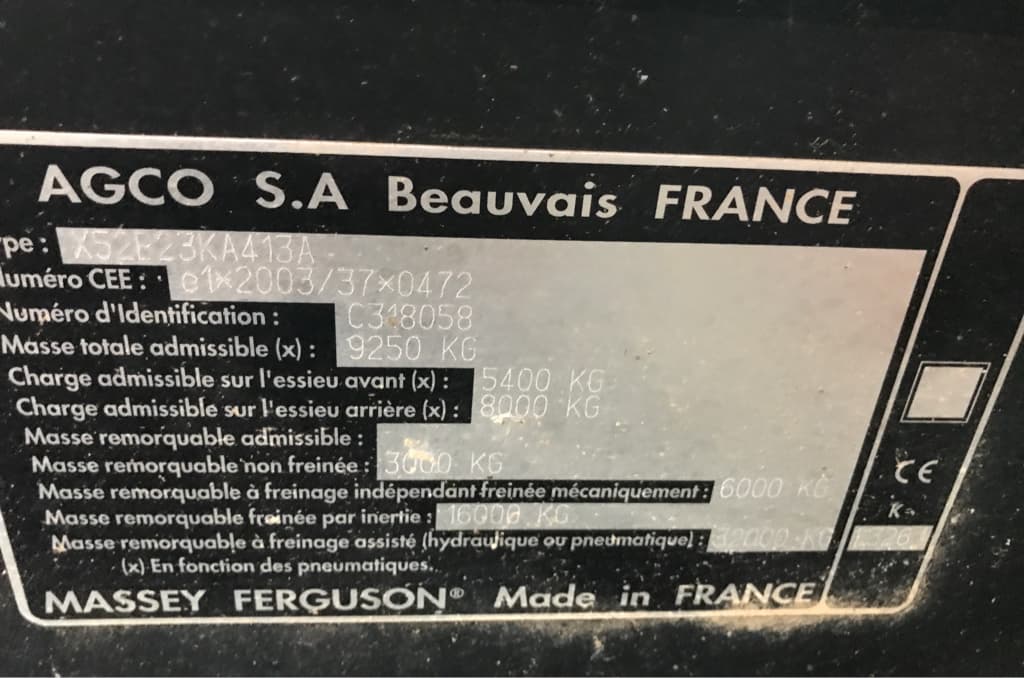 AGCO S.A Beauvais FRANCE
pe : X52E23KA413A
uméro CEE : e1*2003/37*0472
Numéro d'Identification : C318058
Masse totale admissible (x) : 9250 KG
Charge admissible sur l'essieu avant (x) : 5400 KG
Charge admissible sur l'essieu arrière (x) : 8000 KG
Masse remorquable admissible :
Masse remorquable non freinée : 3000 KG
Masse remorquable à freinage indépendant freinée mécaniquement : 6000 KG
Masse remorquable freinée par inertie : 16000 KG
Masse remorquable à freinage assisté (hydraulique ou pneumatique) : 32000 KG
(x) En fonction des pneumatiques.
MASSEY FERGUSON® Made in FRANCE
CE